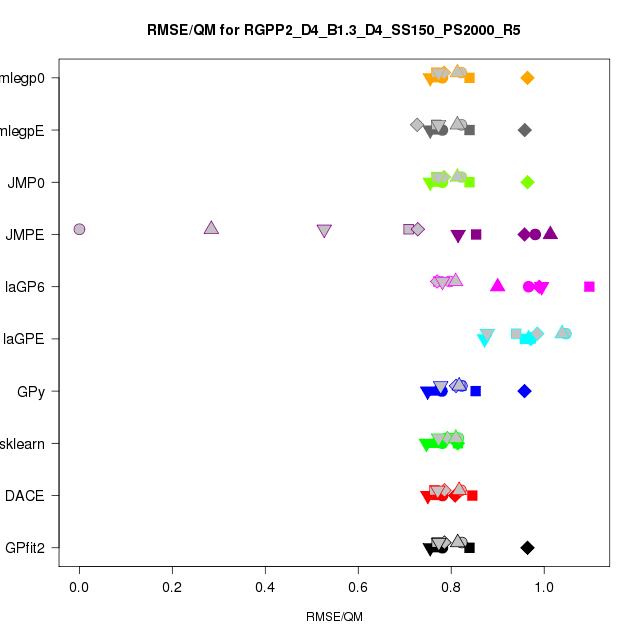 RMSE/QM for RGPP2_D4_B1.3_D4_SS150_PS2000_R5
mlegp0
mlegpE
JMP0
JMPE
laGP6
laGPE
GPy
sklearn
DACE
GPfit2
0.0 0.2 0.4 0.6 0.8 1.0
RMSE/QM